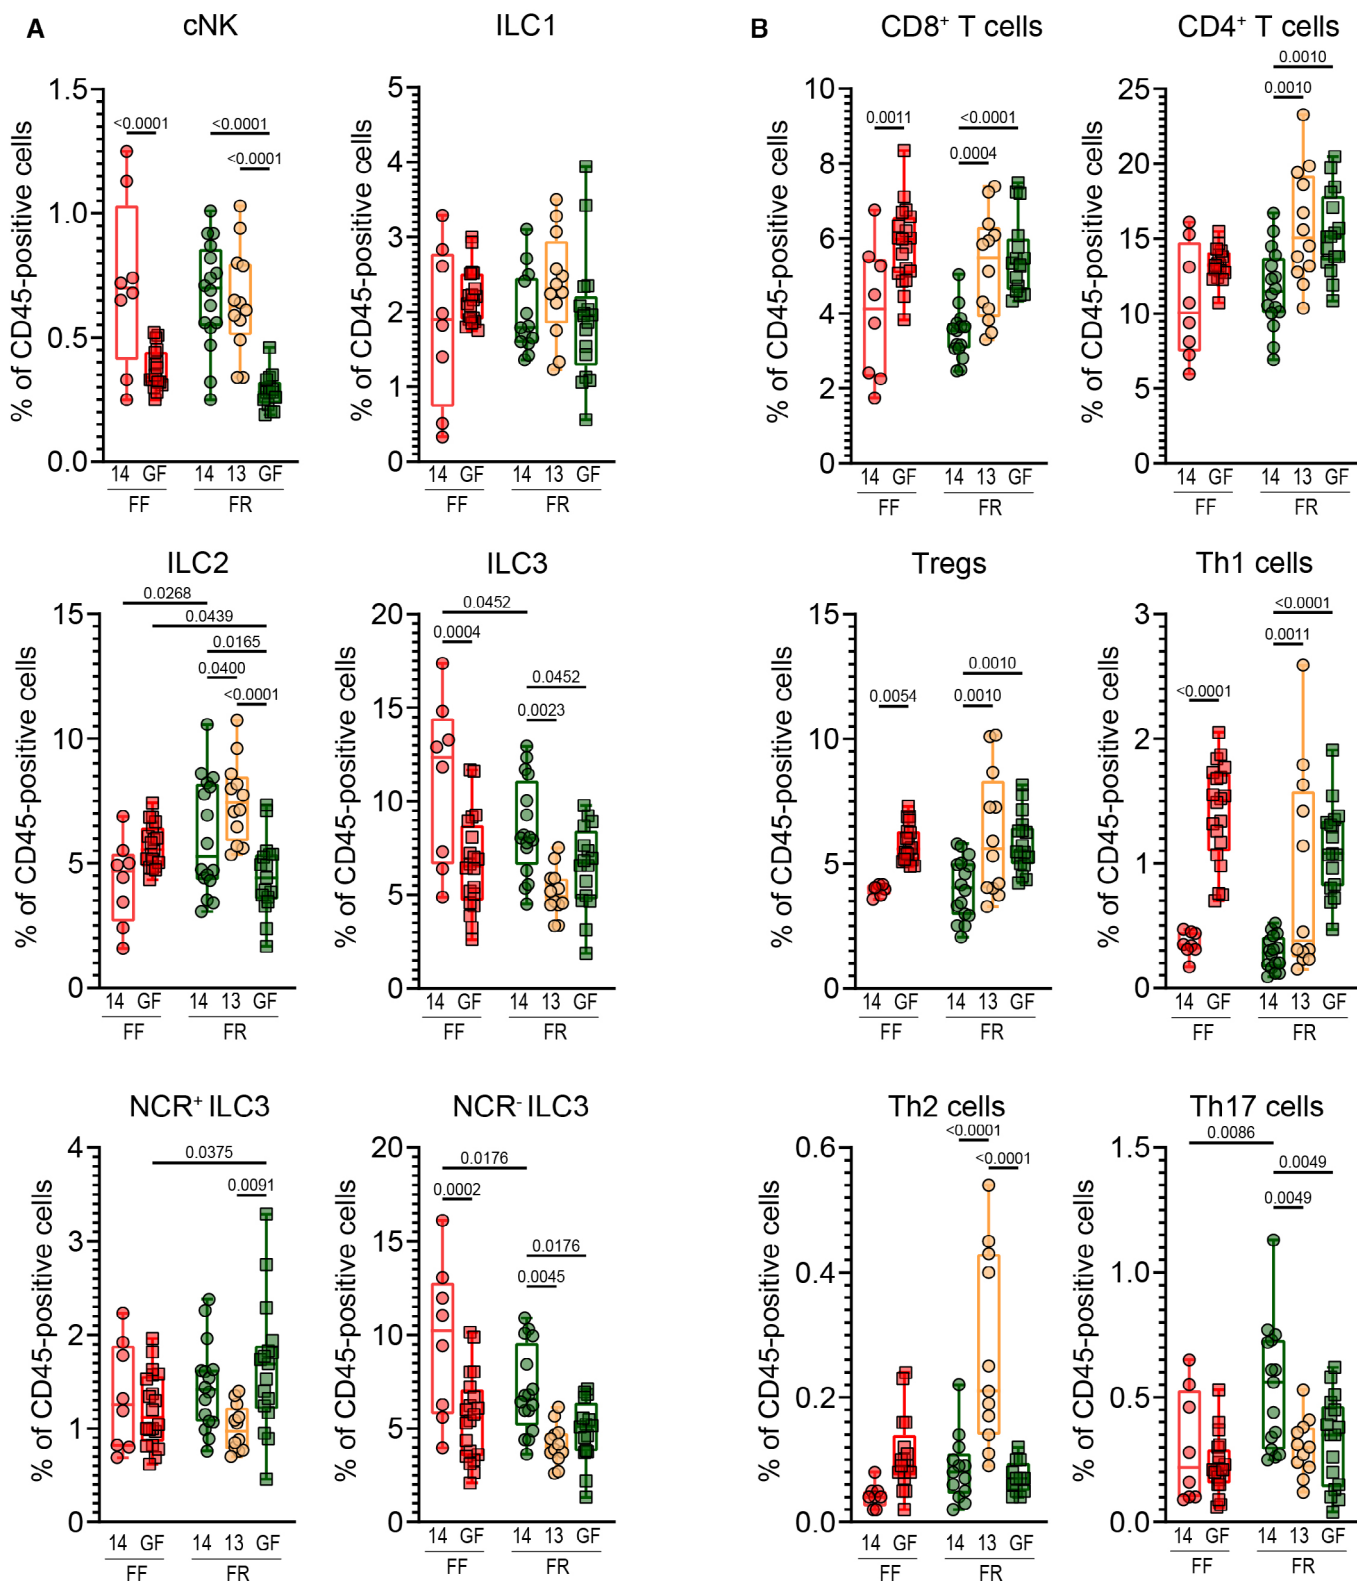 A
cNK
ILC1
B
CD8⁺ T cells
CD4⁺ T cells
% of CD45-positive cells
1.5
1.0
0.5
0.0
<0.0001
<0.0001
<0.0001
14 GF 14 13 GF
FF FR
% of CD45-positive cells
5
4
3
2
1
0
14 GF 14 13 GF
FF FR
% of CD45-positive cells
10
8
6
4
2
0
0.0011
<0.0001
0.0004
14 GF 14 13 GF
FF FR
% of CD45-positive cells
25
20
15
10
5
0
0.0010
0.0010
14 GF 14 13 GF
FF FR
ILC2
ILC3
Tregs
Th1 cells
% of CD45-positive cells
15
10
5
0
0.0268
0.0439
0.0165
0.0400
<0.0001
14 GF 14 13 GF
FF FR
% of CD45-positive cells
20
15
10
5
0
0.0452
0.0004
0.0452
0.0023
14 GF 14 13 GF
FF FR
% of CD45-positive cells
15
10
5
0
0.0054
0.0010
0.0010
14 GF 14 13 GF
FF FR
% of CD45-positive cells
3
2
1
0
<0.0001
<0.0001
0.0011
14 GF 14 13 GF
FF FR
NCR⁺ ILC3
NCR⁻ ILC3
Th2 cells
Th17 cells
% of CD45-positive cells
4
3
2
1
0
0.0375
0.0091
14 GF 14 13 GF
FF FR
% of CD45-positive cells
20
15
10
5
0
0.0176
0.0002
0.0176
0.0045
14 GF 14 13 GF
FF FR
% of CD45-positive cells
0.6
0.4
0.2
0.0
<0.0001
<0.0001
14 GF 14 13 GF
FF FR
% of CD45-positive cells
1.5
1.0
0.5
0.0
0.0086
0.0049
0.0049
14 GF 14 13 GF
FF FR